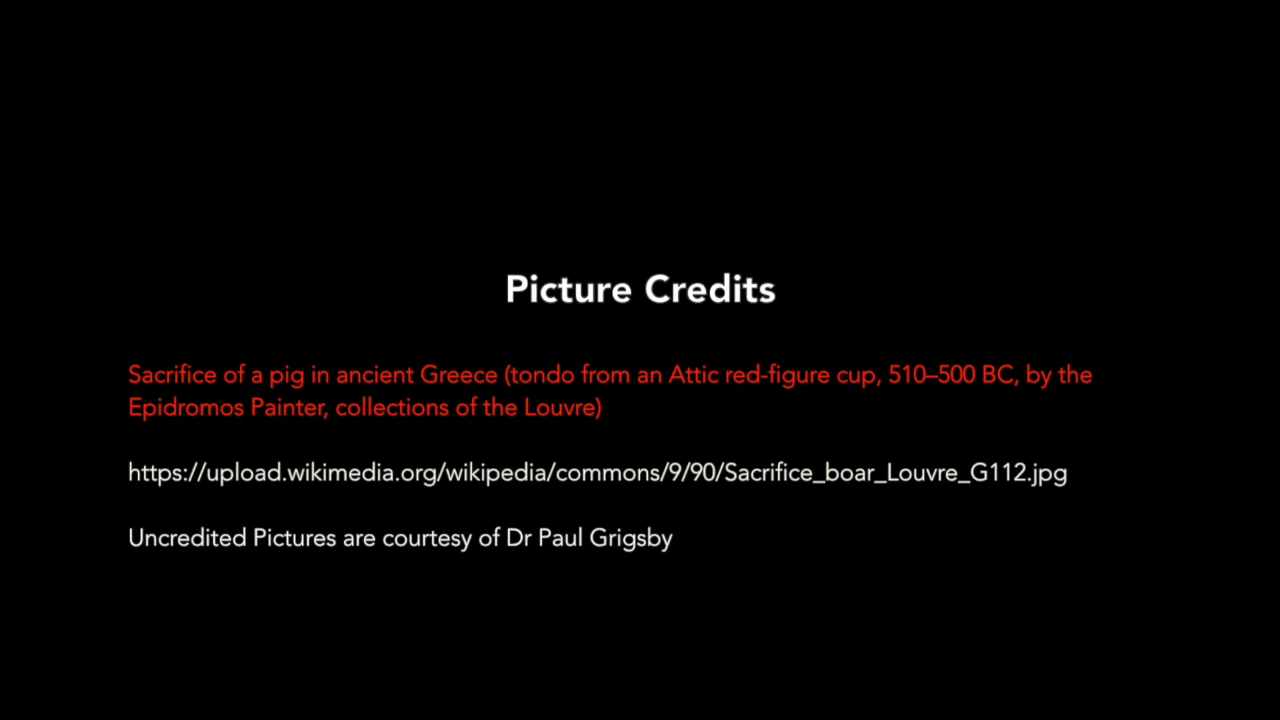 Picture Credits
Sacrifice of a pig in ancient Greece (tondo from an Attic red-figure cup, 510–500 BC, by the
Epidromos Painter, collections of the Louvre)
https://upload.wikimedia.org/wikipedia/commons/9/90/Sacrifice_boar_Louvre_G112.jpg
Uncredited Pictures are courtesy of Dr Paul Grigsby